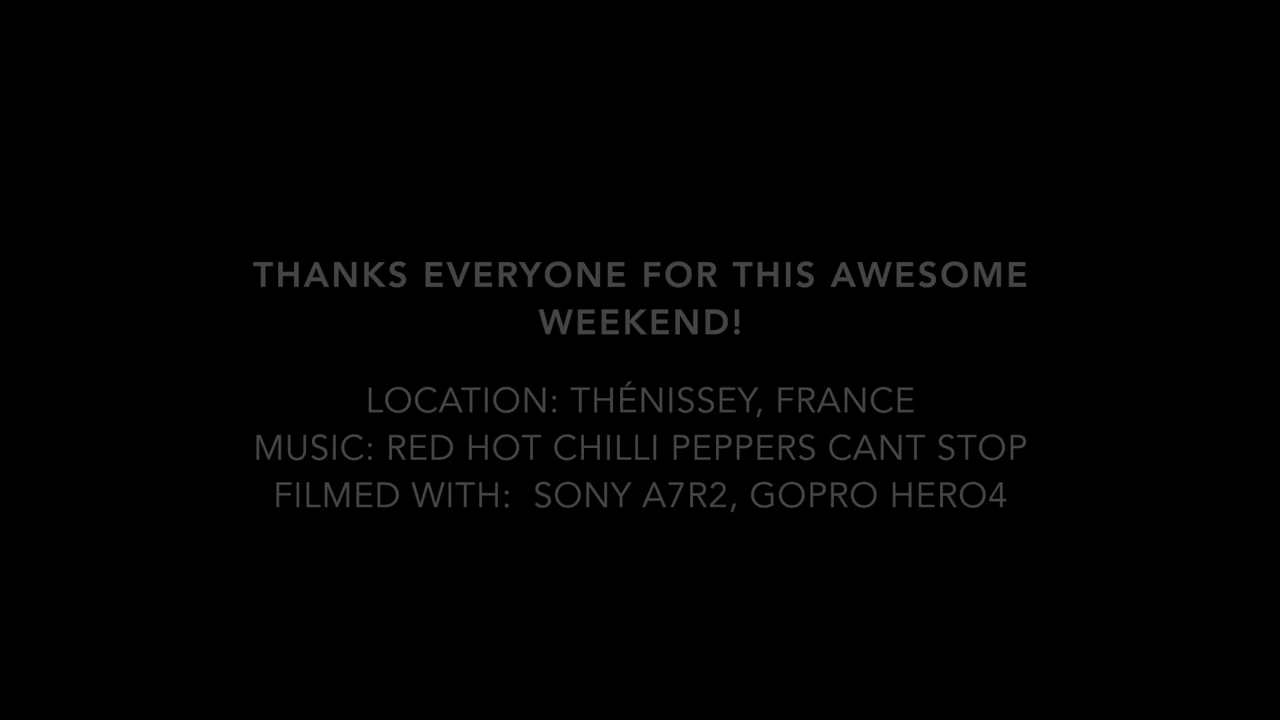 THANKS EVERYONE FOR THIS AWESOME
WEEKEND!
LOCATION: THÉNISSEY, FRANCE
MUSIC: RED HOT CHILLI PEPPERS CANT STOP
FILMED WITH:  SONY A7R2, GOPRO HERO4